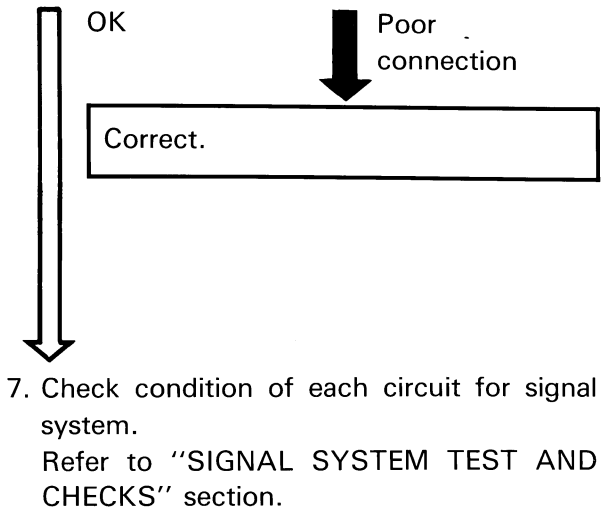 OK
Poor
connection
Correct.
7. Check condition of each circuit for signal
system.
Refer to ''SIGNAL SYSTEM TEST AND
CHECKS'' section.